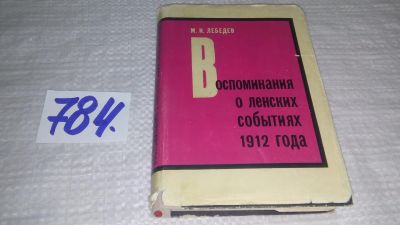 784.
М. И. ЛЕБЕДЕВ
Воспоминания
о ленских
событиях
1912 года